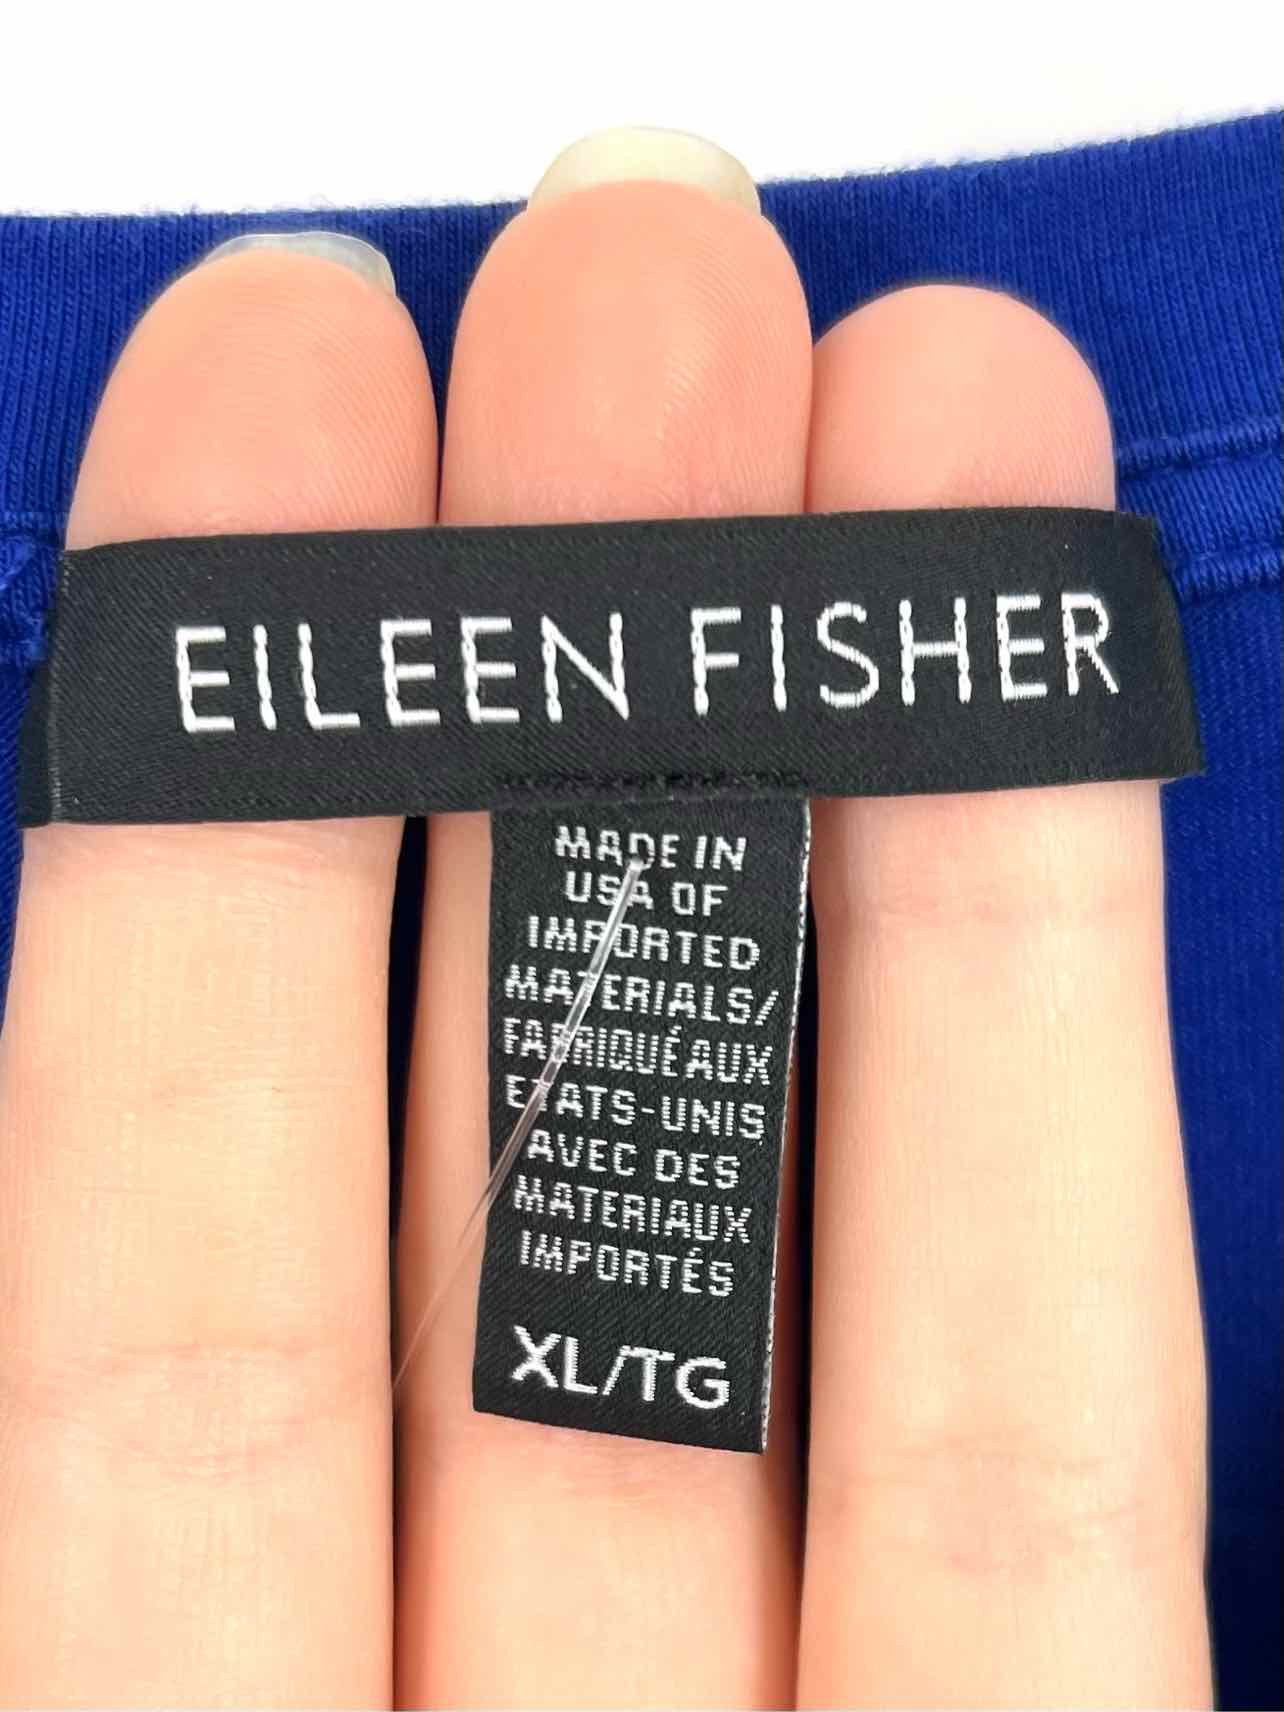 EILEEN FISHER
MADE IN
USA OF
IMPORTED
MATERIALS/
FABRIQUÉ AUX
ETATS-UNIS
AVEC DES
MATERIAUX
IMPORTÉS
XL/TG